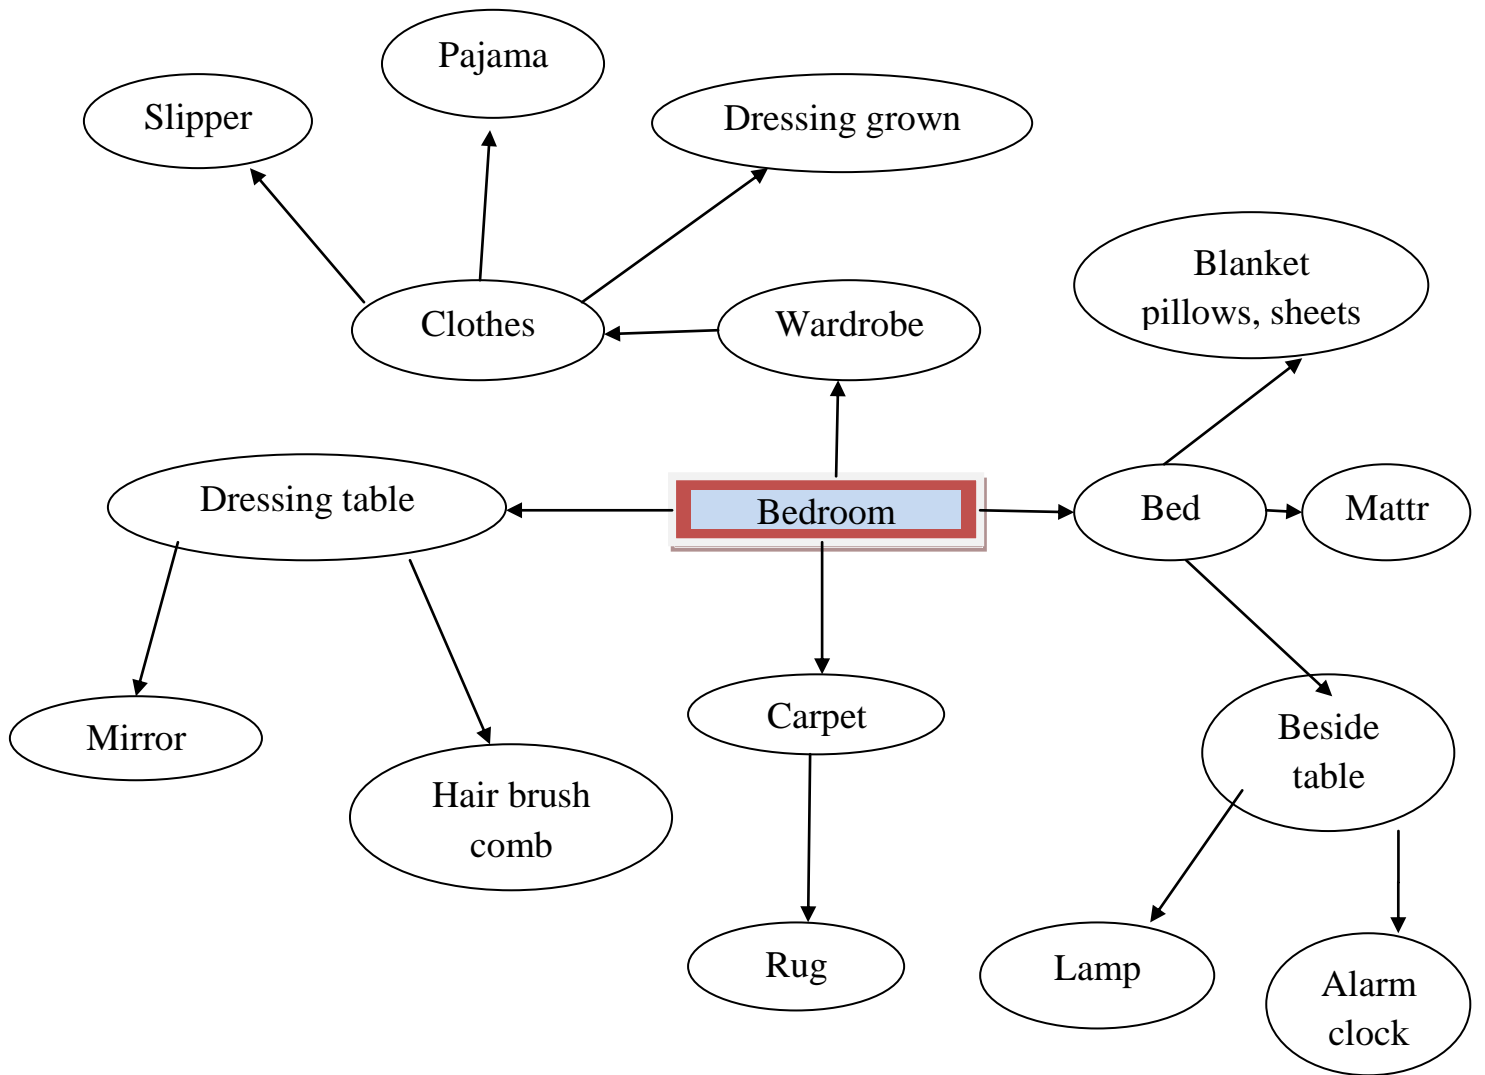 Pajama
Slipper
Dressing grown
Blanket
pillows, sheets
Clothes
Wardrobe
Dressing table
Bedroom
Bed
Mattr
Mirror
Carpet
Beside
table
Hair brush
comb
Rug
Lamp
Alarm
clock